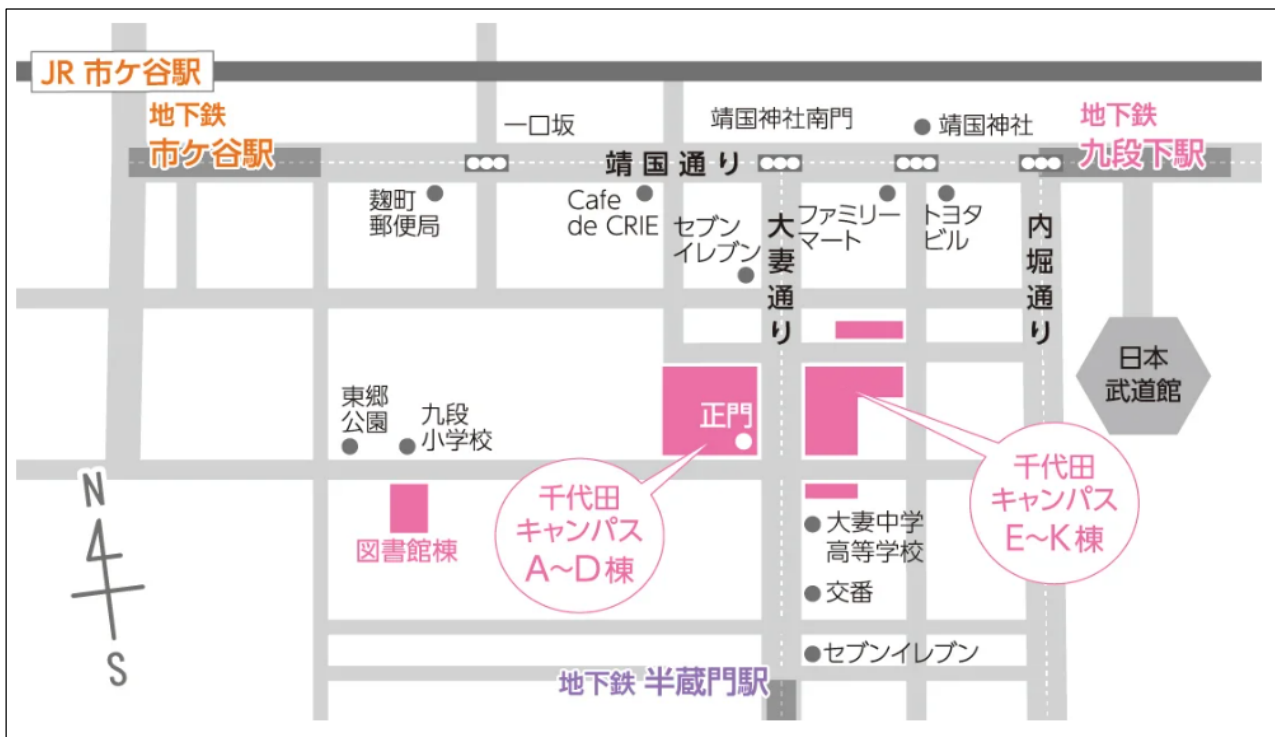 JR 市ケ谷駅
地下鉄
市ケ谷駅
一口坂
靖国神社南門
靖国神社
地下鉄
九段下駅
靖国通り
麹町
郵便局
Cafe
de CRIE
セブン
イレブン
大妻通り
ファミリー
マート
トヨタ
ビル
内堀通り
日本
武道館
東郷
公園
九段
小学校
正門
千代田
キャンパス
A〜D棟
千代田
キャンパス
E〜K棟
図書館棟
大妻中学
高等学校
交番
セブンイレブン
地下鉄 半蔵門駅
N
S